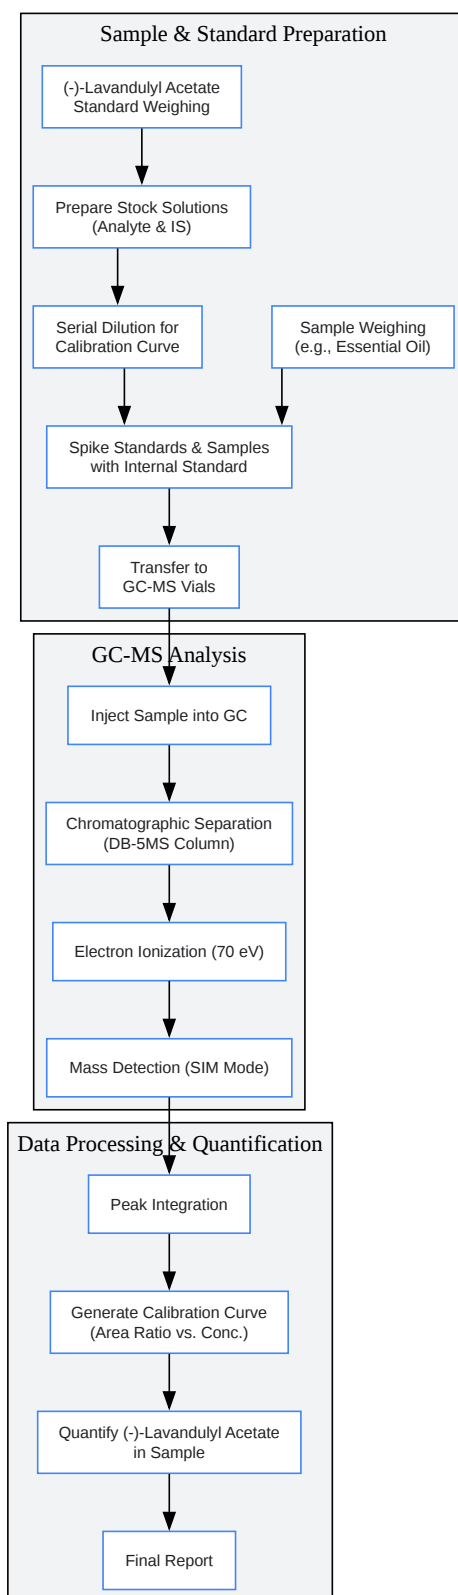 Sample & Standard Preparation
(-)-Lavandulyl Acetate
Standard Weighing
Prepare Stock Solutions
(Analyte & IS)
Serial Dilution for
Calibration Curve
Sample Weighing
(e.g., Essential Oil)
Spike Standards & Samples
with Internal Standard
Transfer to
GC-MS Vials
GC-MS Analysis
Inject Sample into GC
Chromatographic Separation
(DB-5MS Column)
Electron Ionization (70 eV)
Mass Detection (SIM Mode)
Data Processing & Quantification
Peak Integration
Generate Calibration Curve
(Area Ratio vs. Conc.)
Quantify (-)-Lavandulyl Acetate
in Sample
Final Report